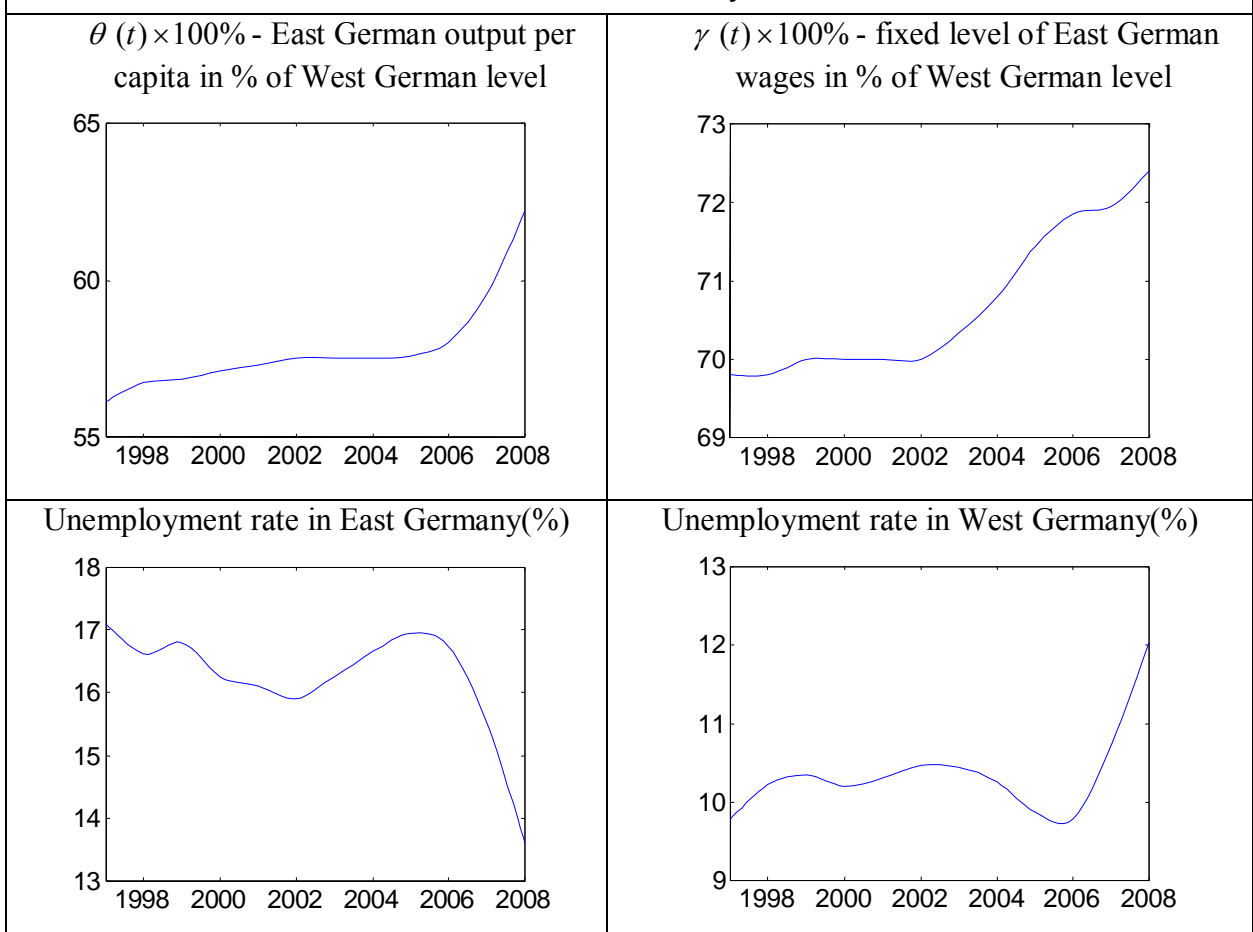 θ (t)×100% - East German output per
capita in % of West German level
65
60
55
1998 2000 2002 2004 2006 2008
γ (t)×100% - fixed level of East German
wages in % of West German level
73
72
71
70
69
1998 2000 2002 2004 2006 2008
Unemployment rate in East Germany(%)
18
17
16
15
14
13
1998 2000 2002 2004 2006 2008
Unemployment rate in West Germany(%)
13
12
11
10
9
1998 2000 2002 2004 2006 2008